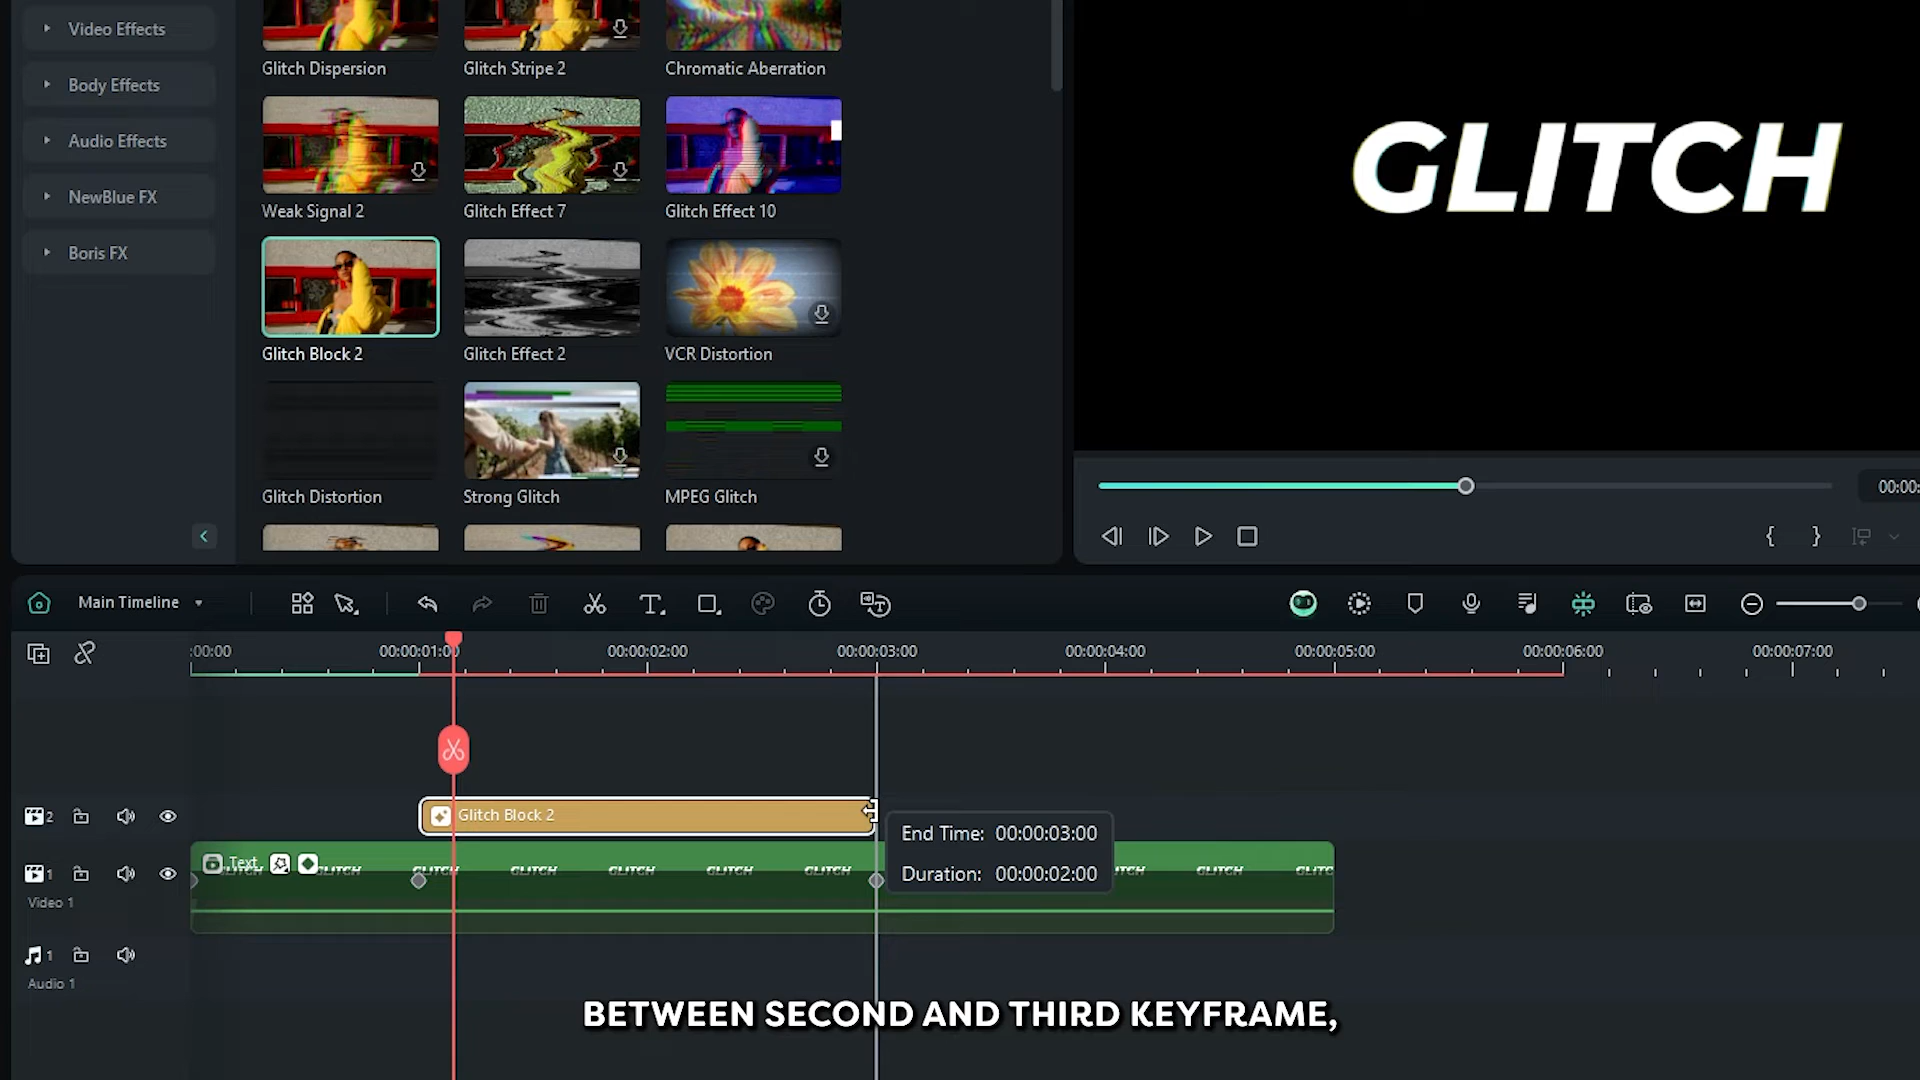 Video Effects
Body Effects
Audio Effects
NewBlue FX
Boris FX
Glitch Dispersion
Glitch Stripe 2
Chromatic Aberration
Weak Signal 2
Glitch Effect 7
Glitch Effect 10
Glitch Block 2
Glitch Effect 2
VCR Distortion
Glitch Distortion
Strong Glitch
MPEG Glitch
GLITCH
00:00:
Main Timeline
:00:00
00:00:01:00
00:00:02:00
00:00:03:00
00:00:04:00
00:00:05:00
00:00:06:00
00:00:07:00
2
Glitch Block 2
End Time: 00:00:03:00
Duration: 00:00:02:00
1
Video 1
Text
1
Audio 1
BETWEEN SECOND AND THIRD KEYFRAME,